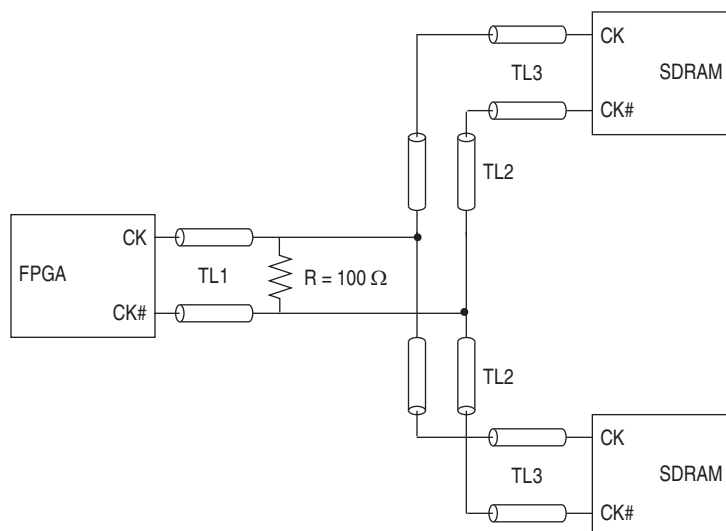 CK
SDRAM
TL3
CK#
TL2
CK
FPGA
TL1
R = 100 Ω
CK#
TL2
CK
TL3
SDRAM
CK#